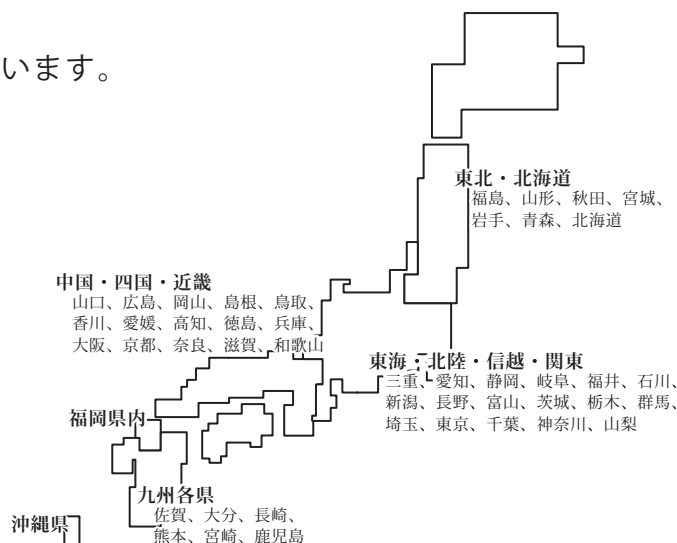 います。
東北・北海道
福島、山形、秋田、宮城、
岩手、青森、北海道
中国・四国・近畿
山口、広島、岡山、島根、鳥取、
香川、愛媛、高知、徳島、兵庫、
大阪、京都、奈良、滋賀、和歌山
東海・北陸・信越・関東
三重、愛知、静岡、岐阜、福井、石川、
新潟、長野、富山、茨城、栃木、群馬、
埼玉、東京、千葉、神奈川、山梨
福岡県内
九州各県
佐賀、大分、長崎、
熊本、宮崎、鹿児島
沖縄県